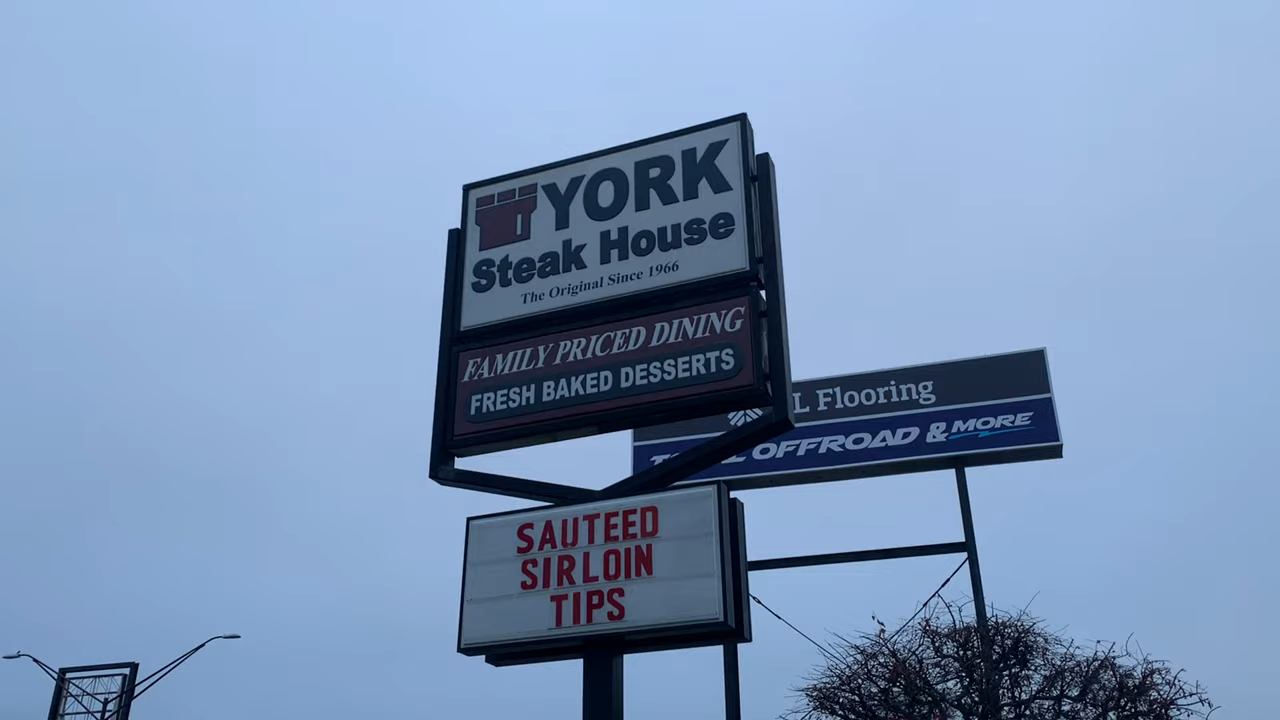 YORK
Steak House
The Original Since 1966
FAMILY PRICED DINING
FRESH BAKED DESSERTS
L Flooring
OFFROAD & MORE
SAUTEED
SIRLOIN
TIPS